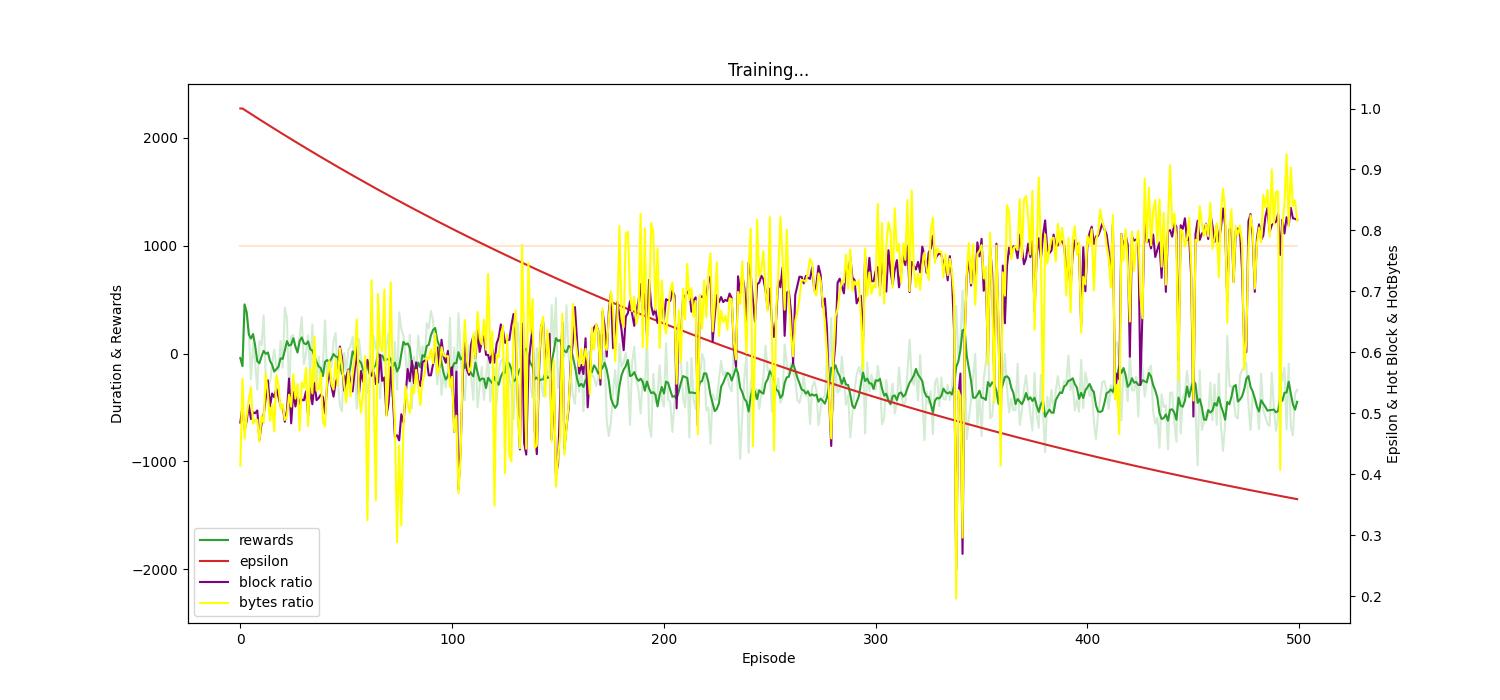 Training...
Duration & Rewards
2000
1000
0
−1000
−2000
1.0
0.9
0.8
0.7
0.6
0.5
0.4
0.3
0.2
Epsilon & Hot Block & HotBytes
rewards
epsilon
block ratio
bytes ratio
0 100 200 300 400 500
Episode